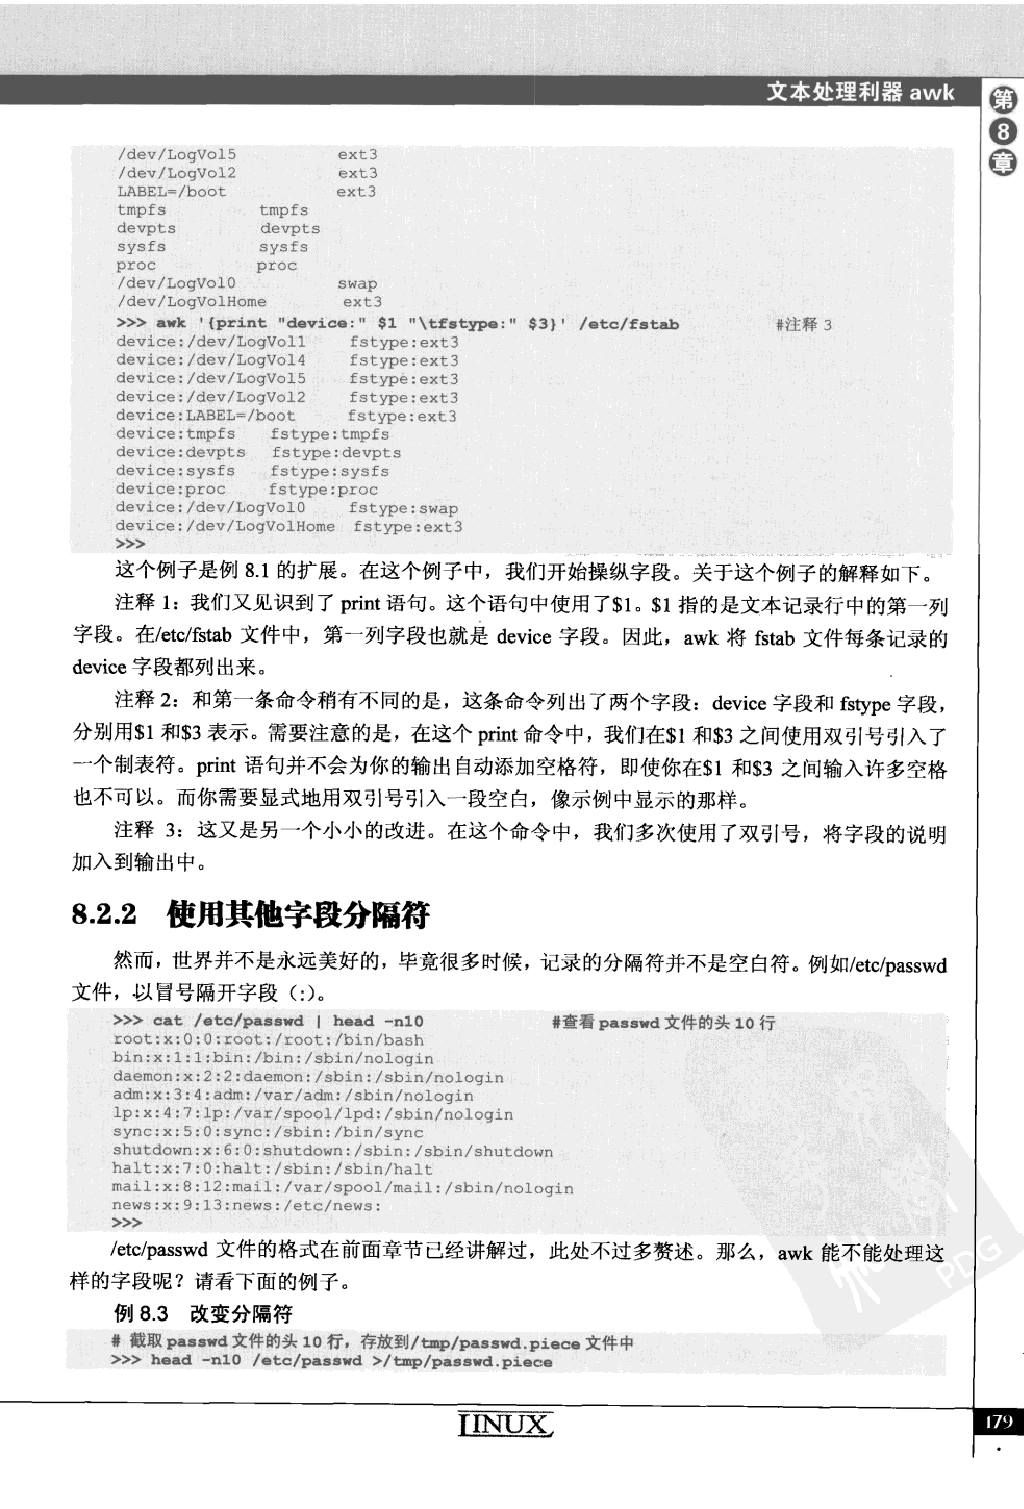 文本处理利器 awk
第
8
章
/dev/LogVol5 ext3
/dev/LogVol2 ext3
LABEL=/boot ext3
tmpfs tmpfs
devpts devpts
sysfs sysfs
proc proc
/dev/LogVol0 swap
/dev/LogVolHome ext3
>>> awk '{print "device:" $1 "\tfstype:" $3}' /etc/fstab #注释 3
device:/dev/LogVol1 fstype:ext3
device:/dev/LogVol4 fstype:ext3
device:/dev/LogVol5 fstype:ext3
device:/dev/LogVol2 fstype:ext3
device:LABEL=/boot fstype:ext3
device:tmpfs fstype:tmpfs
device:devpts fstype:devpts
device:sysfs fstype:sysfs
device:proc fstype:proc
device:/dev/LogVol0 fstype:swap
device:/dev/LogVolHome fstype:ext3
>>>
这个例子是例 8.1 的扩展。在这个例子中，我们开始操纵字段。关于这个例子的解释如下。
注释 1：我们又见识到了 print 语句。这个语句中使用了$1。$1 指的是文本记录行中的第一列
字段。在/etc/fstab 文件中，第一列字段也就是 device 字段。因此，awk 将 fstab 文件每条记录的
device 字段都列出来。
注释 2：和第一条命令稍有不同的是，这条命令列出了两个字段：device 字段和 fstype 字段，
分别用$1 和$3 表示。需要注意的是，在这个 print 命令中，我们在$1 和$3 之间使用双引号引入了
一个制表符。print 语句并不会为你的输出自动添加空格符，即使你在$1 和$3 之间输入许多空格
也不可以。而你需要显式地用双引号引入一段空白，像示例中显示的那样。
注释 3：这又是另一个小小的改进。在这个命令中，我们多次使用了双引号，将字段的说明
加入到输出中。
8.2.2 使用其他字段分隔符
然而，世界并不是永远美好的，毕竟很多时候，记录的分隔符并不是空白符。例如/etc/passwd
文件，以冒号隔开字段（:）。
>>> cat /etc/passwd | head -n10 #查看 passwd 文件的头 10 行
root:x:0:0:root:/root:/bin/bash
bin:x:1:1:bin:/bin:/sbin/nologin
daemon:x:2:2:daemon:/sbin:/sbin/nologin
adm:x:3:4:adm:/var/adm:/sbin/nologin
lp:x:4:7:lp:/var/spool/lpd:/sbin/nologin
sync:x:5:0:sync:/sbin:/bin/sync
shutdown:x:6:0:shutdown:/sbin:/sbin/shutdown
halt:x:7:0:halt:/sbin:/sbin/halt
mail:x:8:12:mail:/var/spool/mail:/sbin/nologin
news:x:9:13:news:/etc/news:
>>>
/etc/passwd 文件的格式在前面章节已经讲解过，此处不过多赘述。那么，awk 能不能处理这
样的字段呢？请看下面的例子。
例 8.3 改变分隔符
# 截取 passwd 文件的头 10 行，存放到/tmp/passwd.piece 文件中
>>> head -n10 /etc/passwd >/tmp/passwd.piece
PDG
LINUX
179